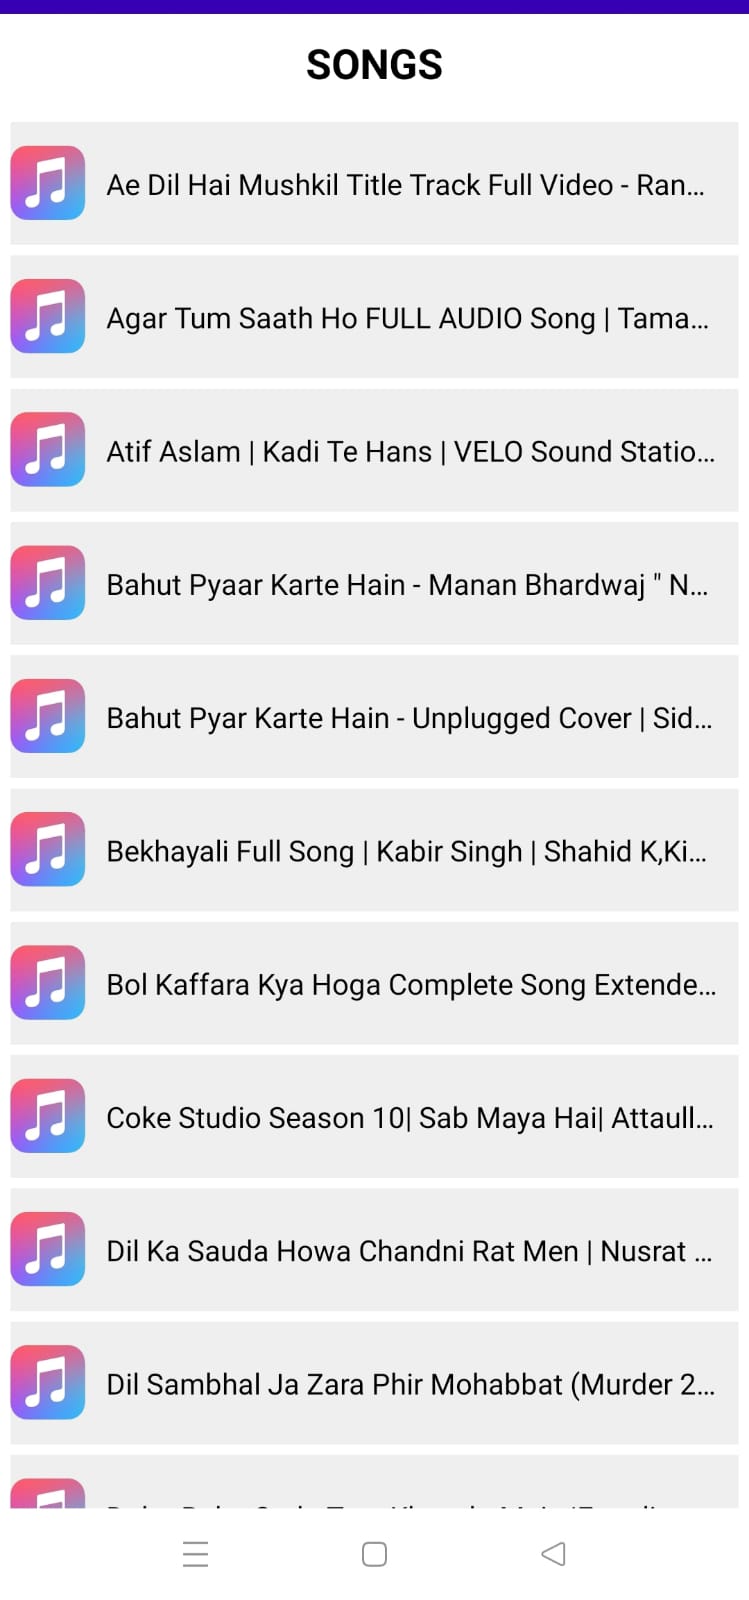 SONGS
Ae Dil Hai Mushkil Title Track Full Video - Ran...
Agar Tum Saath Ho FULL AUDIO Song | Tama...
Atif Aslam | Kadi Te Hans | VELO Sound Statio...
Bahut Pyaar Karte Hain - Manan Bhardwaj " N...
Bahut Pyar Karte Hain - Unplugged Cover | Sid...
Bekhayali Full Song | Kabir Singh | Shahid K,Ki...
Bol Kaffara Kya Hoga Complete Song Extende...
Coke Studio Season 10| Sab Maya Hai| Attaull...
Dil Ka Sauda Howa Chandni Rat Men | Nusrat ...
Dil Sambhal Ja Zara Phir Mohabbat (Murder 2...